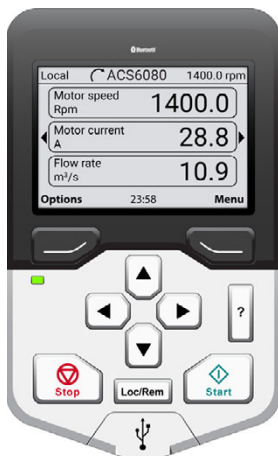 Bluetooth
Local ACS6080 1400.0 rpm
Motor speed
Rpm
1400.0
Motor current
A
28.8
Flow rate
m³/s
10.9
Options 23:58 Menu
?
Stop Loc/Rem Start